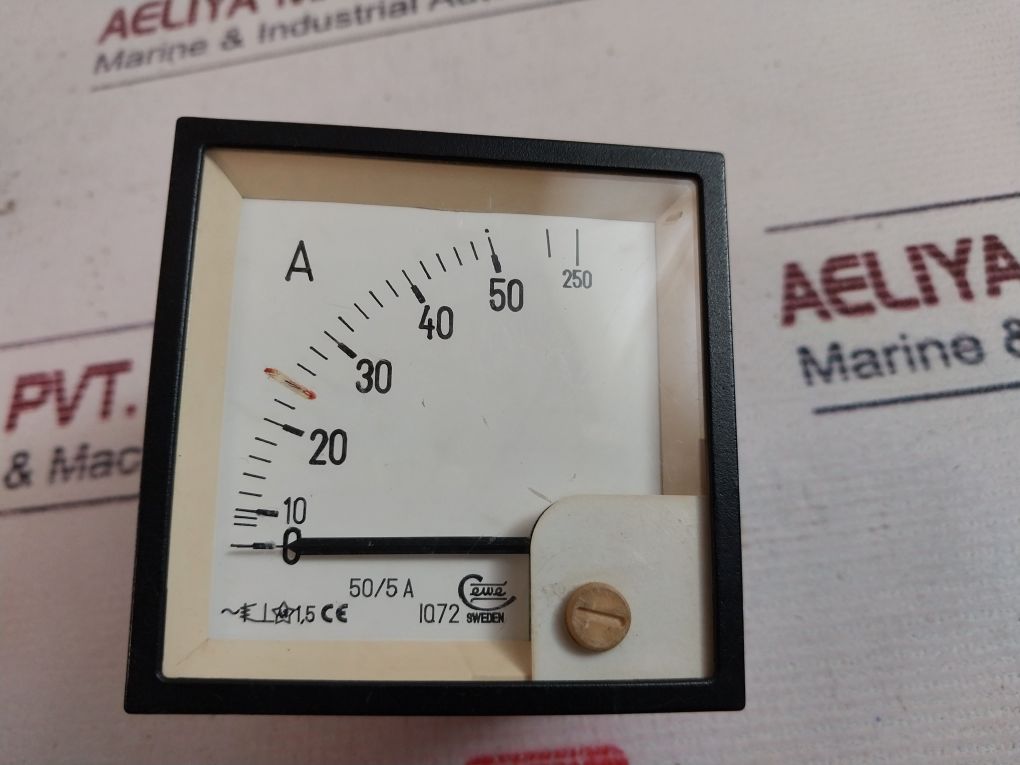 AELIYA
Marine & Industrial
A
50
250
40
30
20
10
0
50/5 A
Cewe
1,5 CE
IQ72 SWEDEN
PVT.
& Mac
AELIYA
Marine &